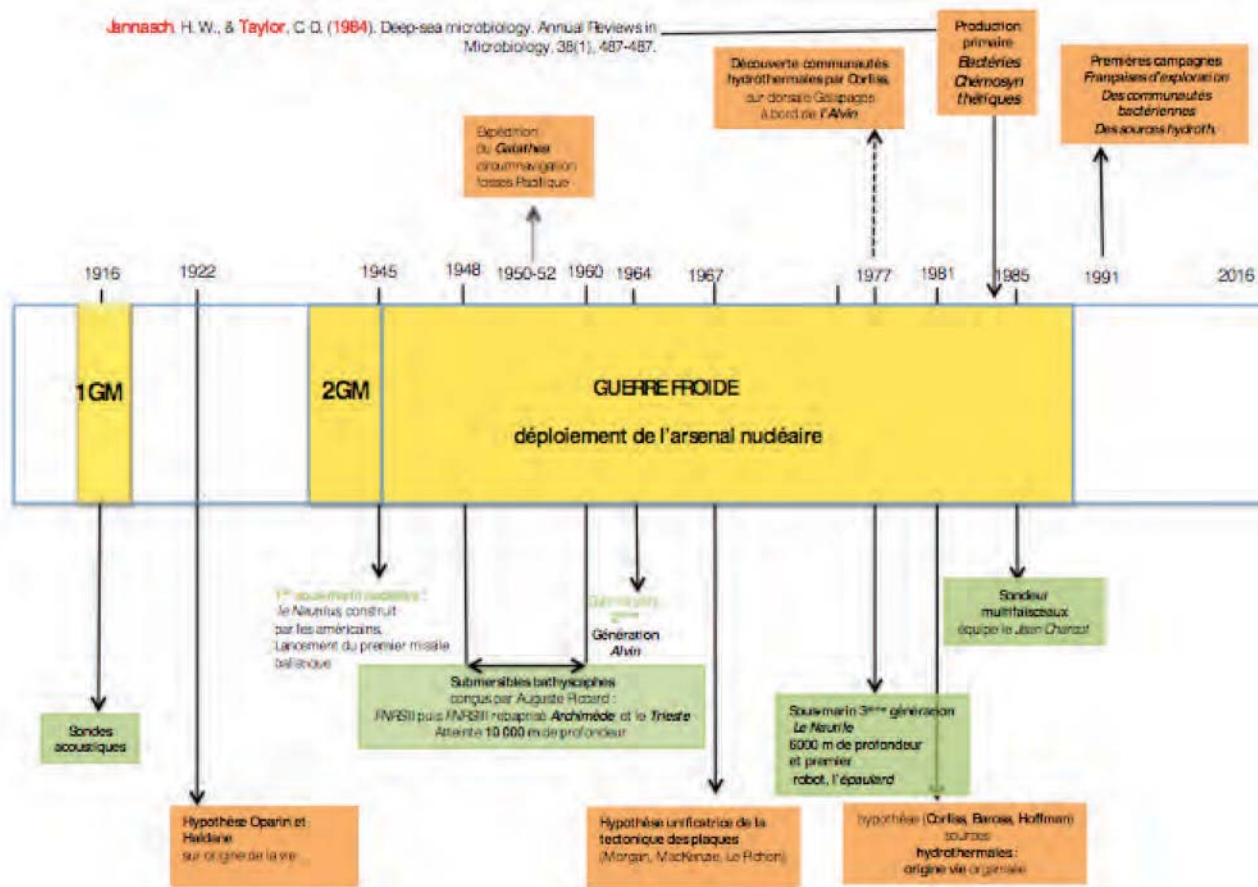 Jannasch, H. W., & Taylor, C. D. (1984). Deep-sea microbiology. Annual Reviews in
Microbiology, 38(1), 487-487.
Production
primaire
Bactéries
Chémosyn
thériques
Découverte communautés
hydrothermales par Corliss,
sur dorsale Galapagos
à bord de l'Alvin
Premières campagnes
Françaises d'exploration
Des communautés
bactériennes
Des sources hydroth.
Expédition
du Galathea
circumnavigation
fosses Pacifique
1916
1922
1945
1948
1950-52
1960
1964
1967
1977
1981
1985
1991
2016
1GM
2GM
GUERRE FROIDE
déploiement de l'arsenal nucléaire
1er sous-marin nucléaire :
le Nautilus, construit
par les américains,
Lancement du premier missile
balistique
Génération
Alvin
Submersibles bathyscaphes
conçus par Auguste Piccard :
FNRSII puis FNRSIII rebaptisé Archimède et le Trieste
Atteinte 10 000 m de profondeur
Sondeur
multifaisceaux
équipe le Jean Charcot
Sondes
acoustiques
Sous-marin 3ème génération
Le Nautile
6000 m de profondeur
et premier
robot, l'épaulard
Hypothèse Oparin et
Haldane
sur origine de la vie
Hypothèse unificatrice de la
tectonique des plaques
(Morgan, MacKenzie, Le Pichon)
hypothèse (Corliss, Baross, Hoffman)
sources
hydrothermales :
origine vie organisée